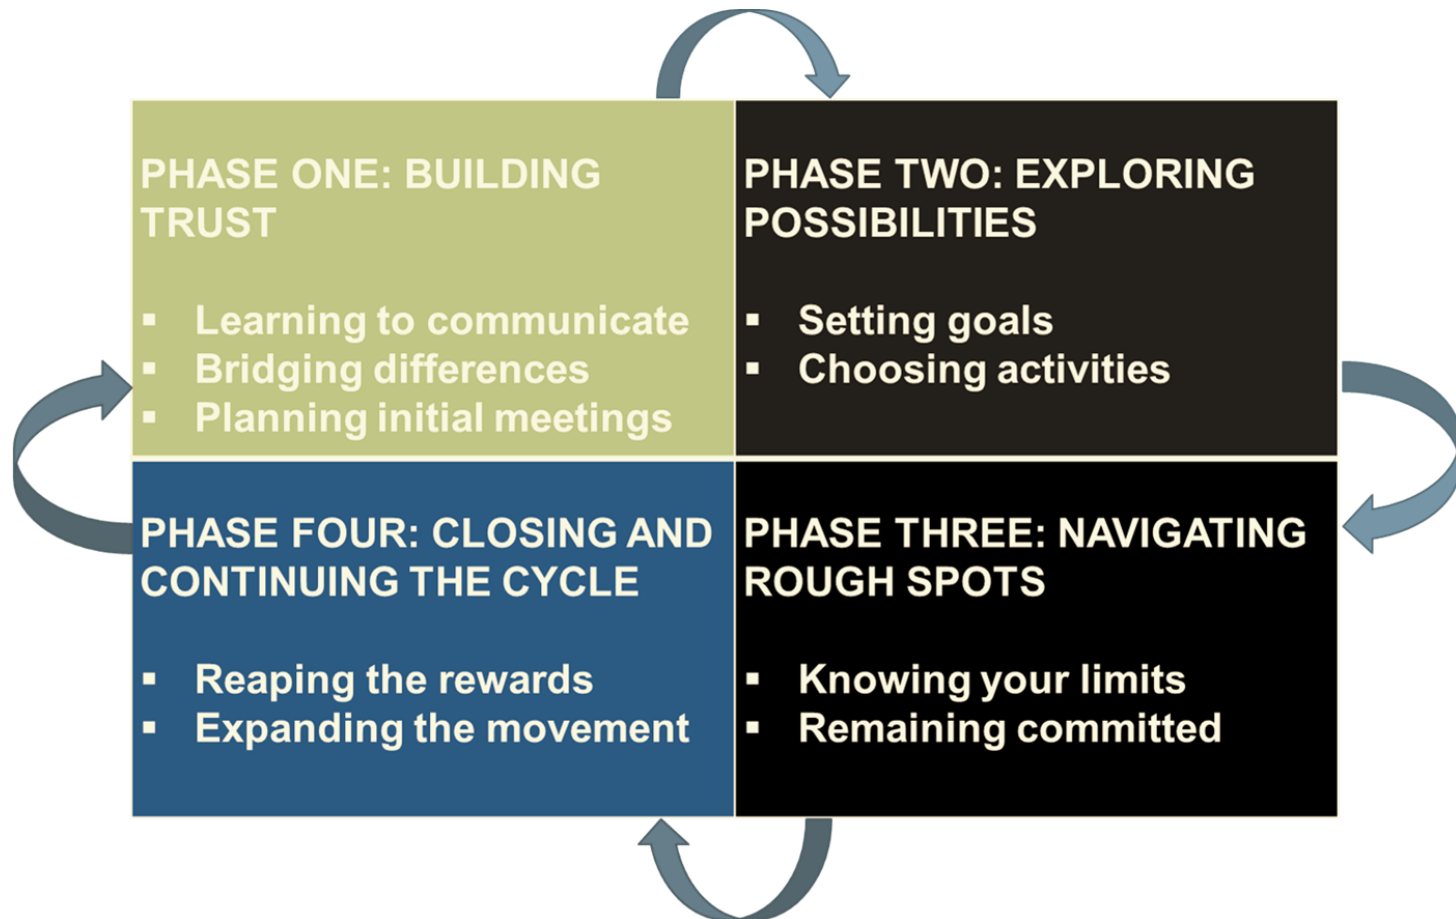 PHASE ONE: BUILDING
TRUST
▪ Learning to communicate
▪ Bridging differences
▪ Planning initial meetings
PHASE TWO: EXPLORING
POSSIBILITIES
▪ Setting goals
▪ Choosing activities
PHASE THREE: NAVIGATING
ROUGH SPOTS
▪ Knowing your limits
▪ Remaining committed
PHASE FOUR: CLOSING AND
CONTINUING THE CYCLE
▪ Reaping the rewards
▪ Expanding the movement